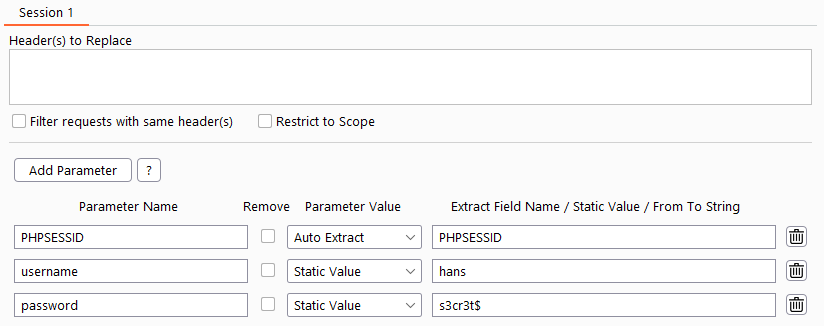 Session 1
Header(s) to Replace
Filter requests with same header(s) Restrict to Scope
Add Parameter ?
Parameter Name Remove Parameter Value Extract Field Name / Static Value / From To String
PHPSESSID Auto Extract PHPSESSID
username Static Value hans
password Static Value s3cr3t$